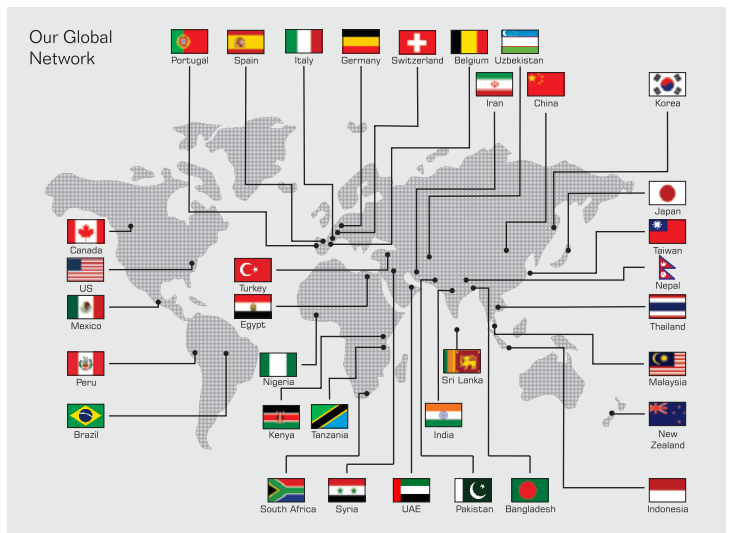 Our Global
Network
Portugal
Spain
Italy
Germany
Switzerland
Belgium
Uzbekistan
Iran
China
Korea
Japan
Canada
Taiwan
US
Turkey
Nepal
Mexico
Egypt
Thailand
Peru
Nigeria
Sri Lanka
Malaysia
Brazil
Kenya
Tanzania
India
New
Zealand
South Africa
Syria
UAE
Pakistan
Bangladesh
Indonesia